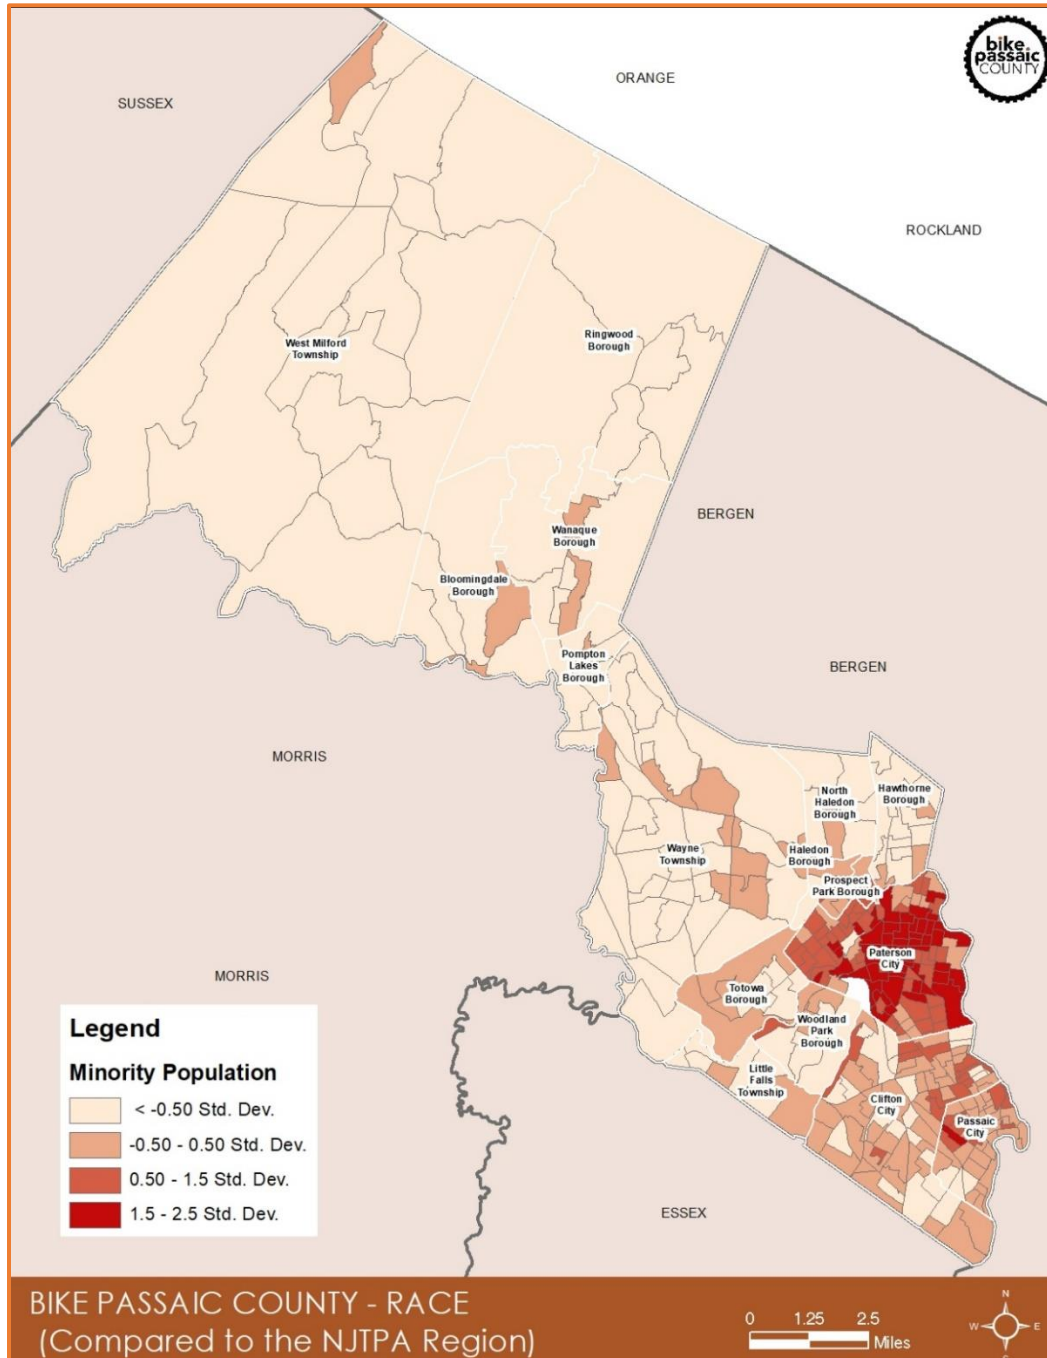 bike
passaic
COUNTY
ORANGE
SUSSEX
ROCKLAND
West Milford
Township
Ringwood
Borough
BERGEN
Wanaque
Borough
Bloomingdale
Borough
Pompton
Lakes
Borough
BERGEN
MORRIS
North
Haledon
Borough
Hawthorne
Borough
Wayne
Township
Haledon
Borough
Prospect
Park Borough
Paterson
City
MORRIS
Totowa
Borough
Woodland
Park
Borough
Little
Falls
Township
Clifton
City
Passaic
City
ESSEX
Legend
Minority Population
< -0.50 Std. Dev.
-0.50 - 0.50 Std. Dev.
0.50 - 1.5 Std. Dev.
1.5 - 2.5 Std. Dev.
BIKE PASSAIC COUNTY - RACE
(Compared to the NJTPA Region)
0 1.25 2.5
Miles
N
W E